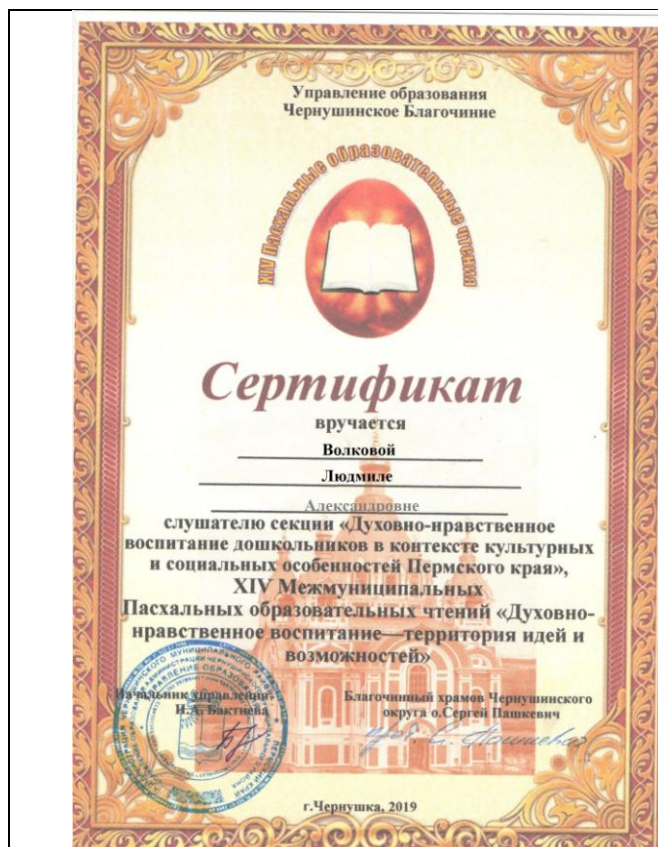 Управление образования
Чернушинское Благочиние
XIV Пасхальные образовательные чтения
Сертификат
вручается
Волковой
Людмиле
Александровне
слушателю секции «Духовно-нравственное
воспитание дошкольников в контексте культурных
и социальных особенностей Пермского края»,
XIV Межмуниципальных
Пасхальных образовательных чтений «Духовно-
нравственное воспитание—территория идей и
возможностей»
Начальник управления
И.А. Бактиева
Благочинный храмов Чернушинского
округа о.Сергей Пашкевич
г.Чернушка, 2019